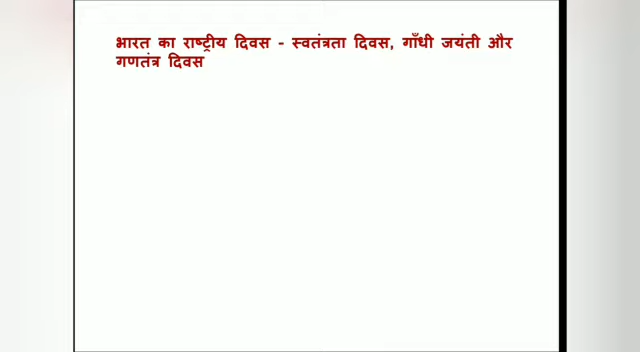 भारत का राष्ट्रीय दिवस - स्वतंत्रता दिवस, गाँधी जयंती और
गणतंत्र दिवस